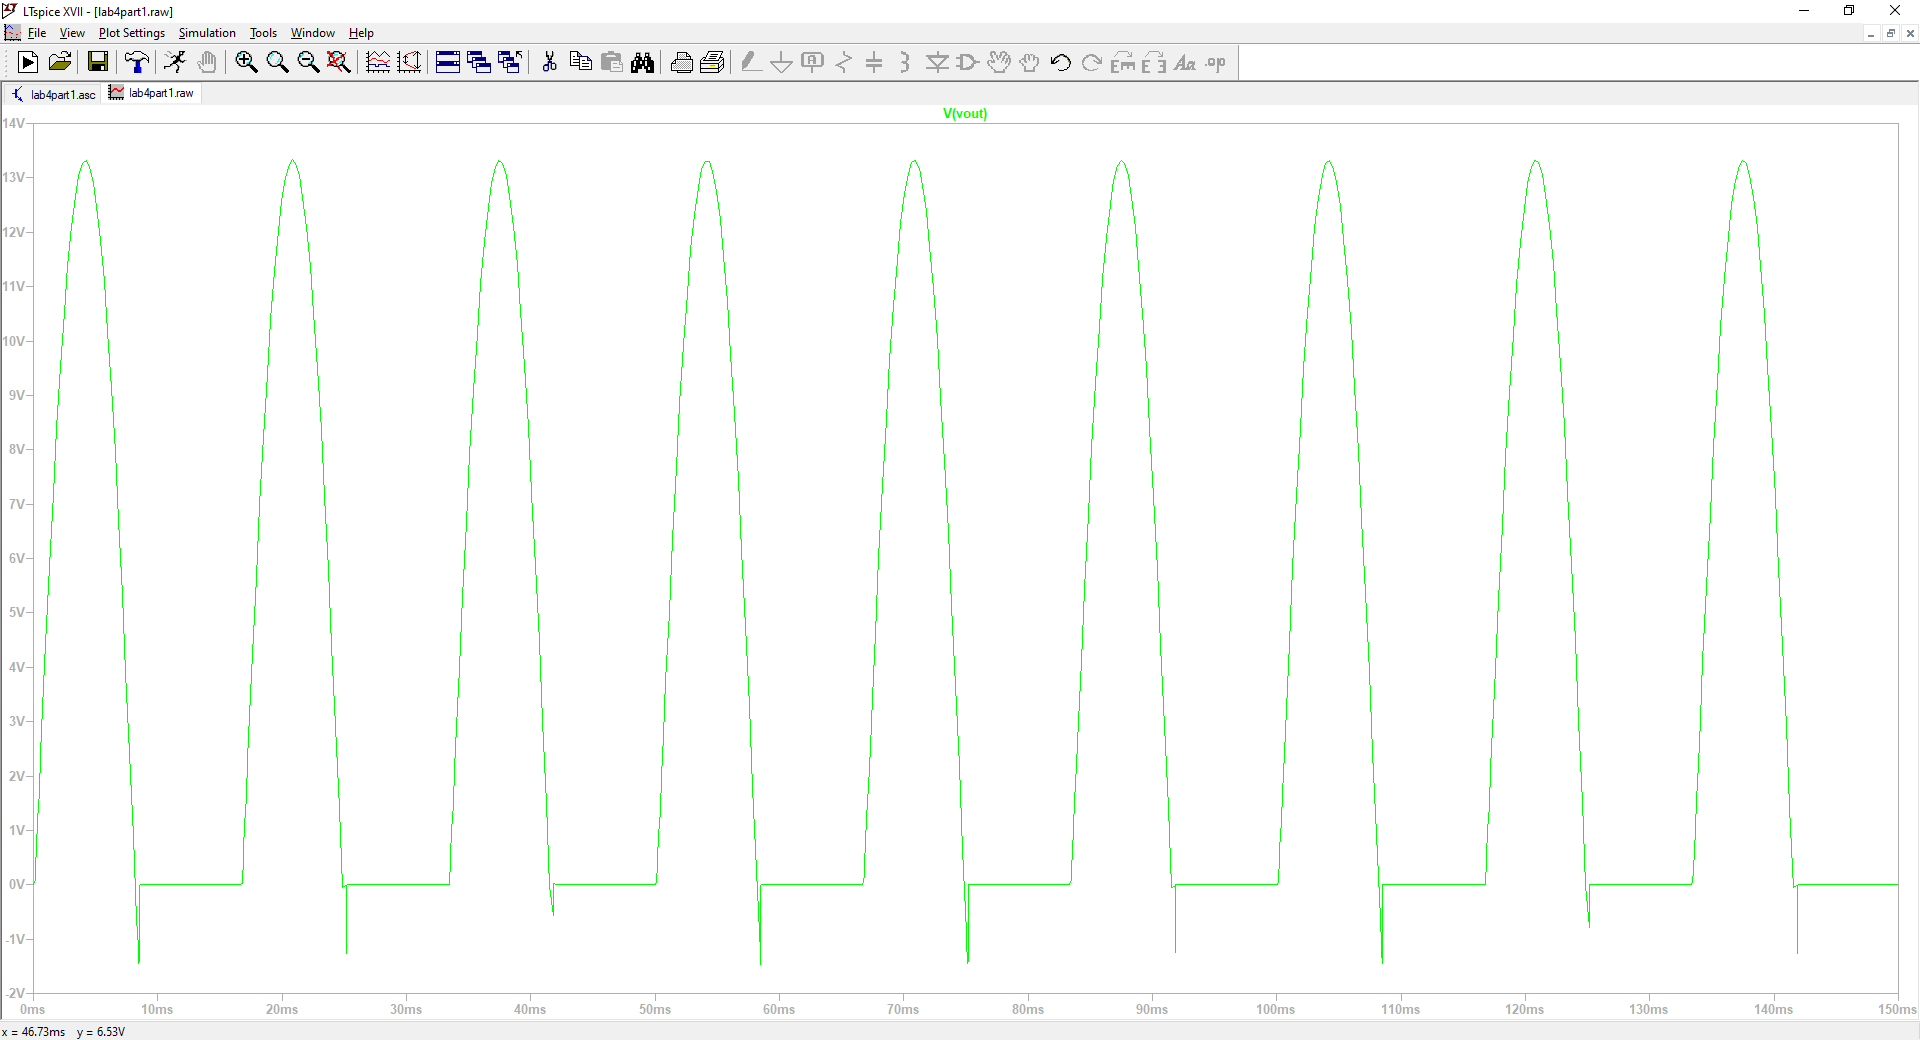 LTspice XVII - [lab4part1.raw]
File View Plot Settings Simulation Tools Window Help
lab4part1.asc lab4part1.raw
V(vout)
14V
13V
12V
11V
10V
9V
8V
7V
6V
5V
4V
3V
2V
1V
0V
-1V
-2V
0ms 10ms 20ms 30ms 40ms 50ms 60ms 70ms 80ms 90ms 100ms 110ms 120ms 130ms 140ms 150ms
x = 46.73ms y = 6.53V